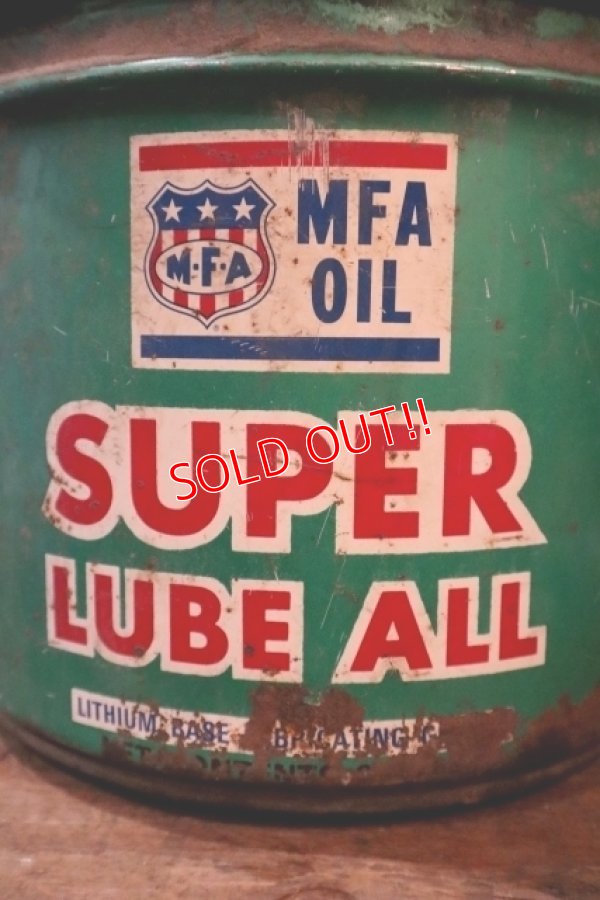 M·F·A
MFA
OIL
SOLD OUT!!
SUPER
LUBE ALL
LITHIUM BASE